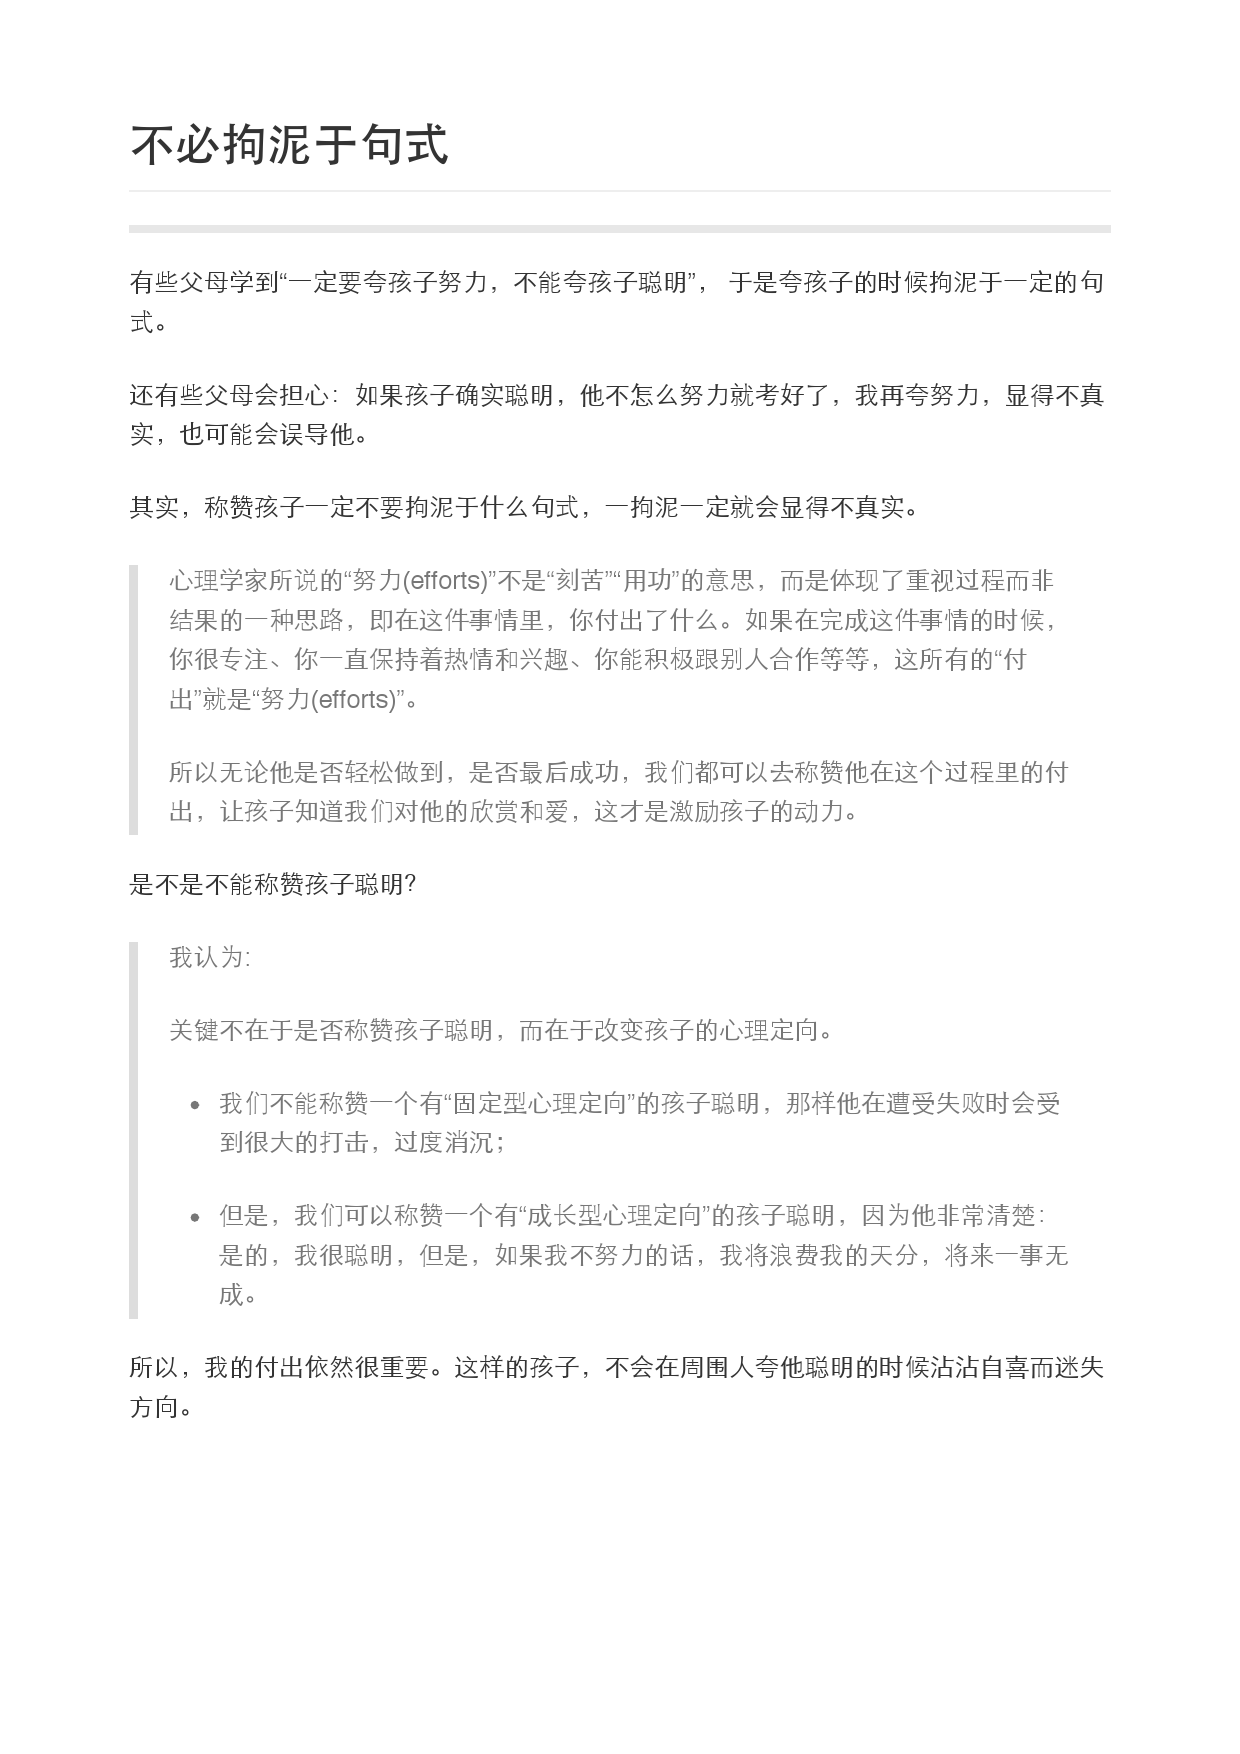 不必拘泥于句式
有些父母学到“一定要夸孩子努力，不能夸孩子聪明”， 于是夸孩子的时候拘泥于一定的句
式。
还有些父母会担心：如果孩子确实聪明，他不怎么努力就考好了，我再夸努力，显得不真
实，也可能会误导他。
其实，称赞孩子一定不要拘泥于什么句式，一拘泥一定就会显得不真实。
心理学家所说的“努力(efforts)”不是“刻苦”“用功”的意思，而是体现了重视过程而非
结果的一种思路，即在这件事情里，你付出了什么。如果在完成这件事情的时候，
你很专注、你一直保持着热情和兴趣、你能积极跟别人合作等等，这所有的“付
出”就是“努力(efforts)”。
所以无论他是否轻松做到，是否最后成功，我们都可以去称赞他在这个过程里的付
出，让孩子知道我们对他的欣赏和爱，这才是激励孩子的动力。
是不是不能称赞孩子聪明?
我认为:
关键不在于是否称赞孩子聪明，而在于改变孩子的心理定向。
• 我们不能称赞一个有“固定型心理定向”的孩子聪明，那样他在遭受失败时会受
到很大的打击，过度消沉；
• 但是，我们可以称赞一个有“成长型心理定向”的孩子聪明，因为他非常清楚：
是的，我很聪明，但是，如果我不努力的话，我将浪费我的天分，将来一事无
成。
所以，我的付出依然很重要。这样的孩子，不会在周围人夸他聪明的时候沾沾自喜而迷失
方向。